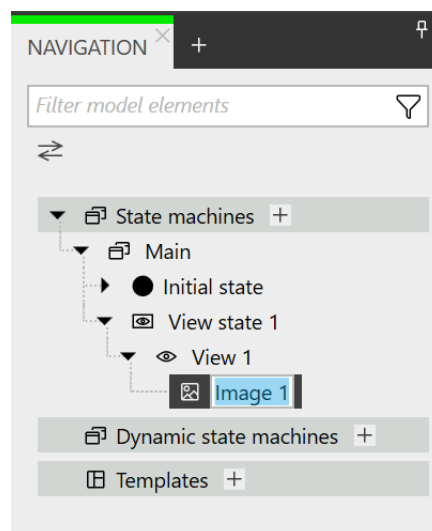 NAVIGATION
Filter model elements
State machines
Main
Initial state
View state 1
View 1
Image 1
Dynamic state machines
Templates